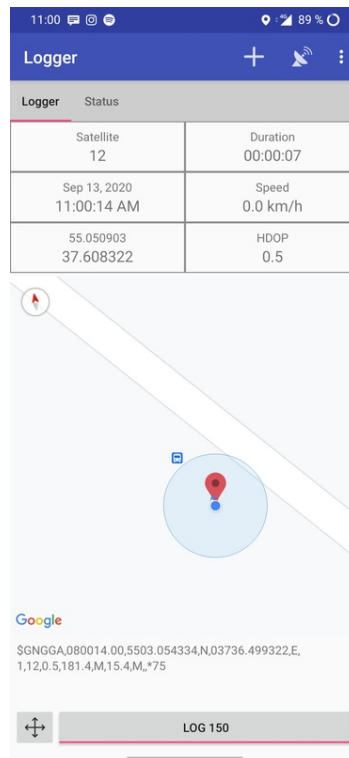 11:00 89 %
Logger
Logger Status
Satellite Duration
12 00:00:07
Sep 13, 2020 Speed
11:00:14 AM 0.0 km/h
55.050903 HDOP
37.608322 0.5
Google
$GNGGA,080014.00,5503.054334,N,03736.499322,E,
1,12,0.5,181.4,M,15.4,M,,*75
LOG 150